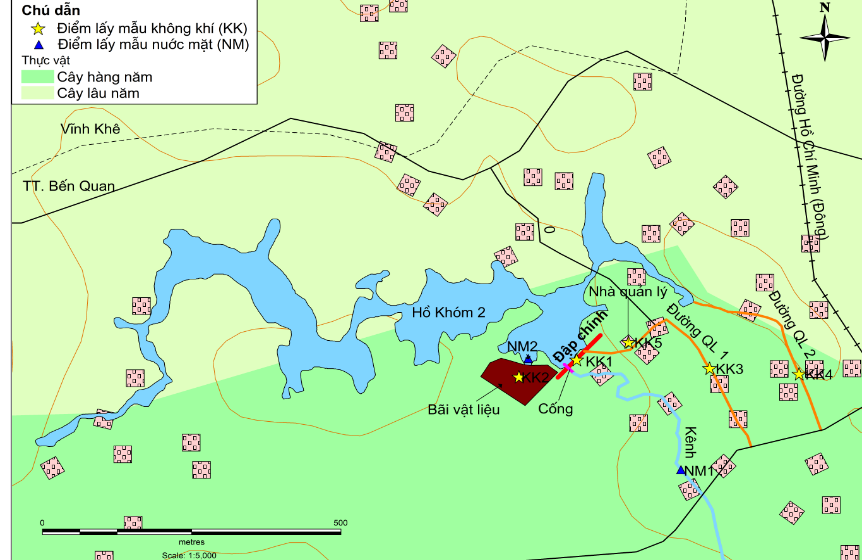 Chú dẫn
Điểm lấy mẫu không khí (KK)
Điểm lấy mẫu nước mặt (NM)
Thực vật
Cây hàng năm
Cây lâu năm
N
Vĩnh Khê
TT. Bến Quan
Đường Hồ Chí Minh (Đông)
0
Nhà quản lý
Hồ Khóm 2
Đường QL 1
Đường QL 2
Đập chính
NM2
KK5
KK1
KK3
KK4
KK2
Bãi vật liệu
Cống
Kênh
NM1
0
500
metres
Scale: 1:5,000